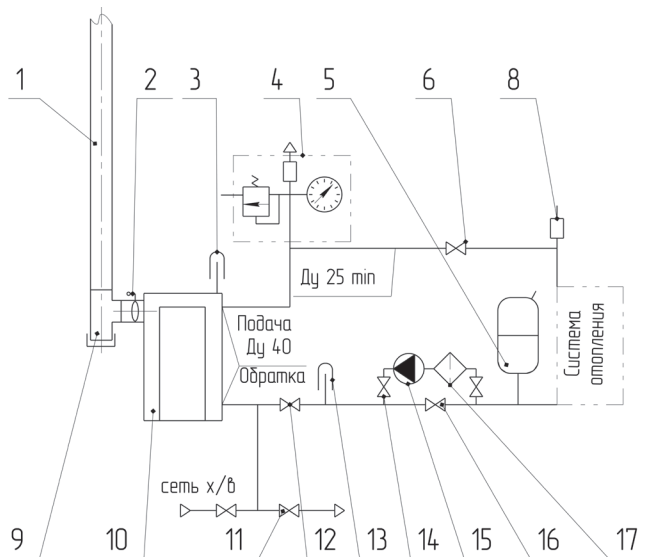 1
2
3
4
5
6
8
Ду 25 min
Подача
Ду 40
Обратка
Система
отопления
сеть х/в
9
10
11
12
13
14
15
16
17